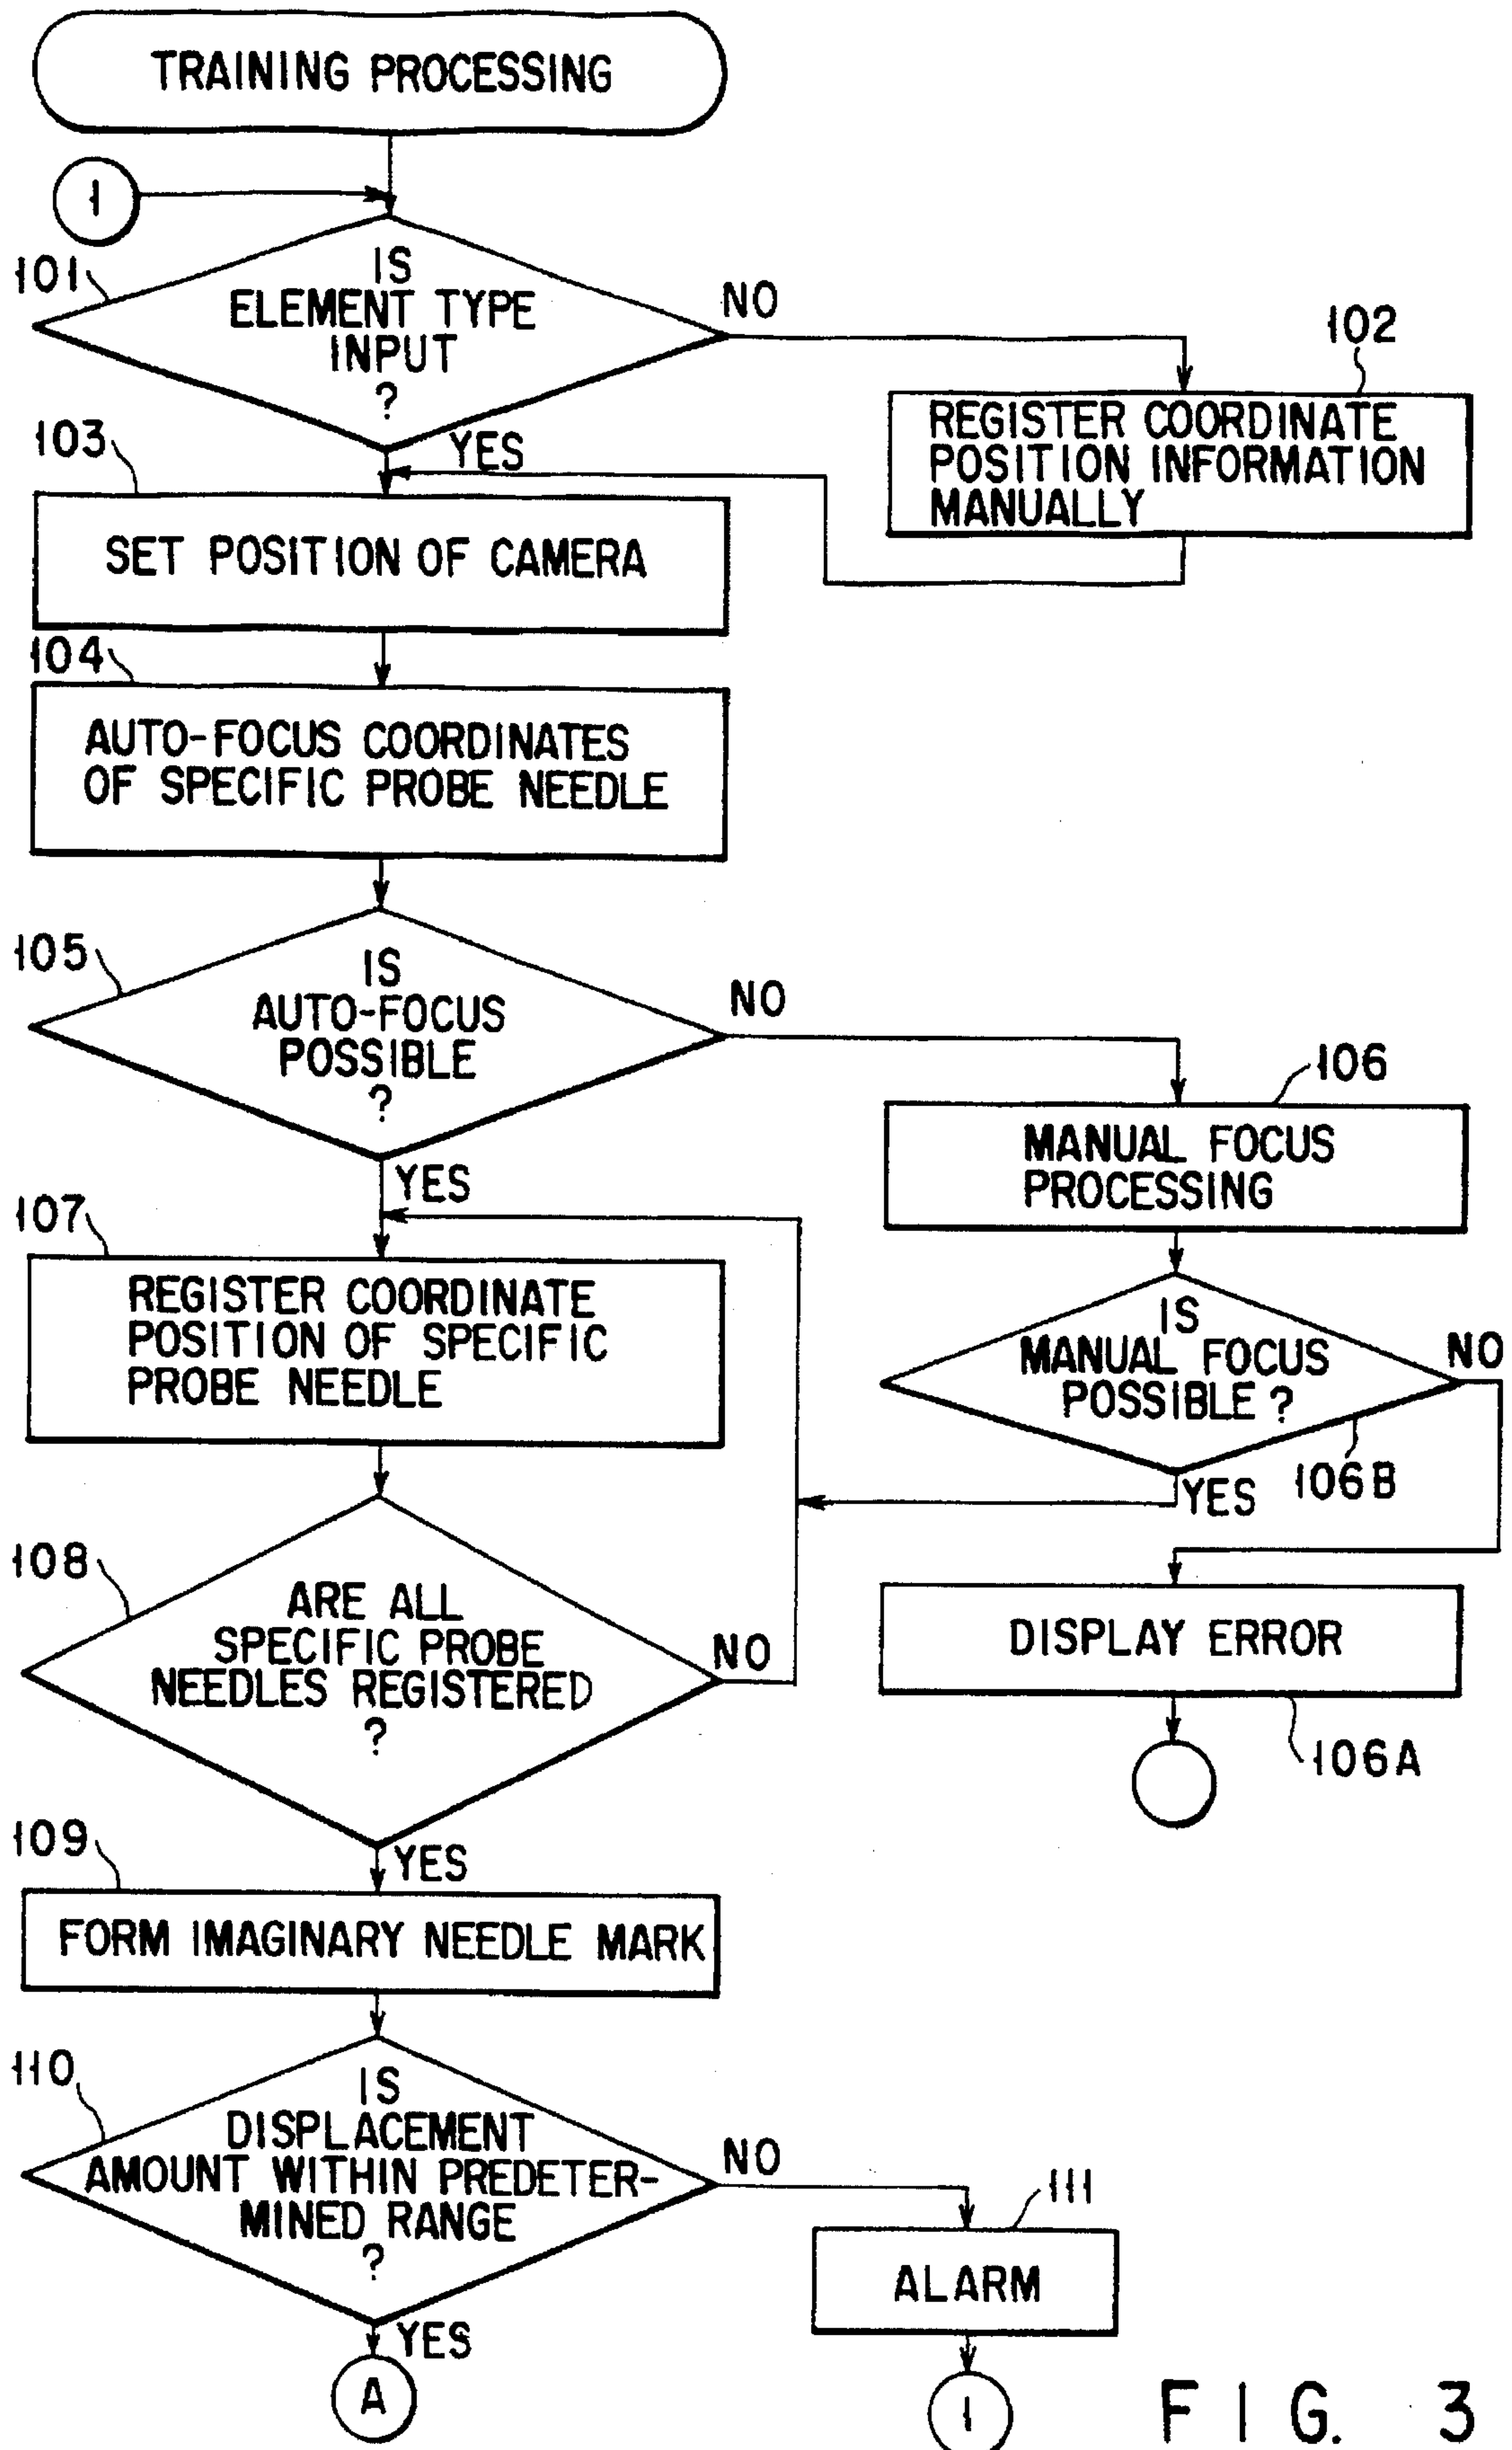 TRAINING PROCESSING
1
101
IS
ELEMENT TYPE
INPUT
?
NO
102
REGISTER COORDINATE
POSITION INFORMATION
MANUALLY
YES
103
SET POSITION OF CAMERA
104
AUTO-FOCUS COORDINATES
OF SPECIFIC PROBE NEEDLE
105
IS
AUTO-FOCUS
POSSIBLE
?
NO
106
MANUAL FOCUS
PROCESSING
YES
107
REGISTER COORDINATE
POSITION OF SPECIFIC
PROBE NEEDLE
IS
MANUAL FOCUS
POSSIBLE ?
NO
106B
YES
108
ARE ALL
SPECIFIC PROBE
NEEDLES REGISTERED
?
NO
DISPLAY ERROR
106A
YES
109
FORM IMAGINARY NEEDLE MARK
110
IS
DISPLACEMENT
AMOUNT WITHIN PREDETER-
MINED RANGE
?
NO
111
ALARM
YES
A
1
FIG. 3